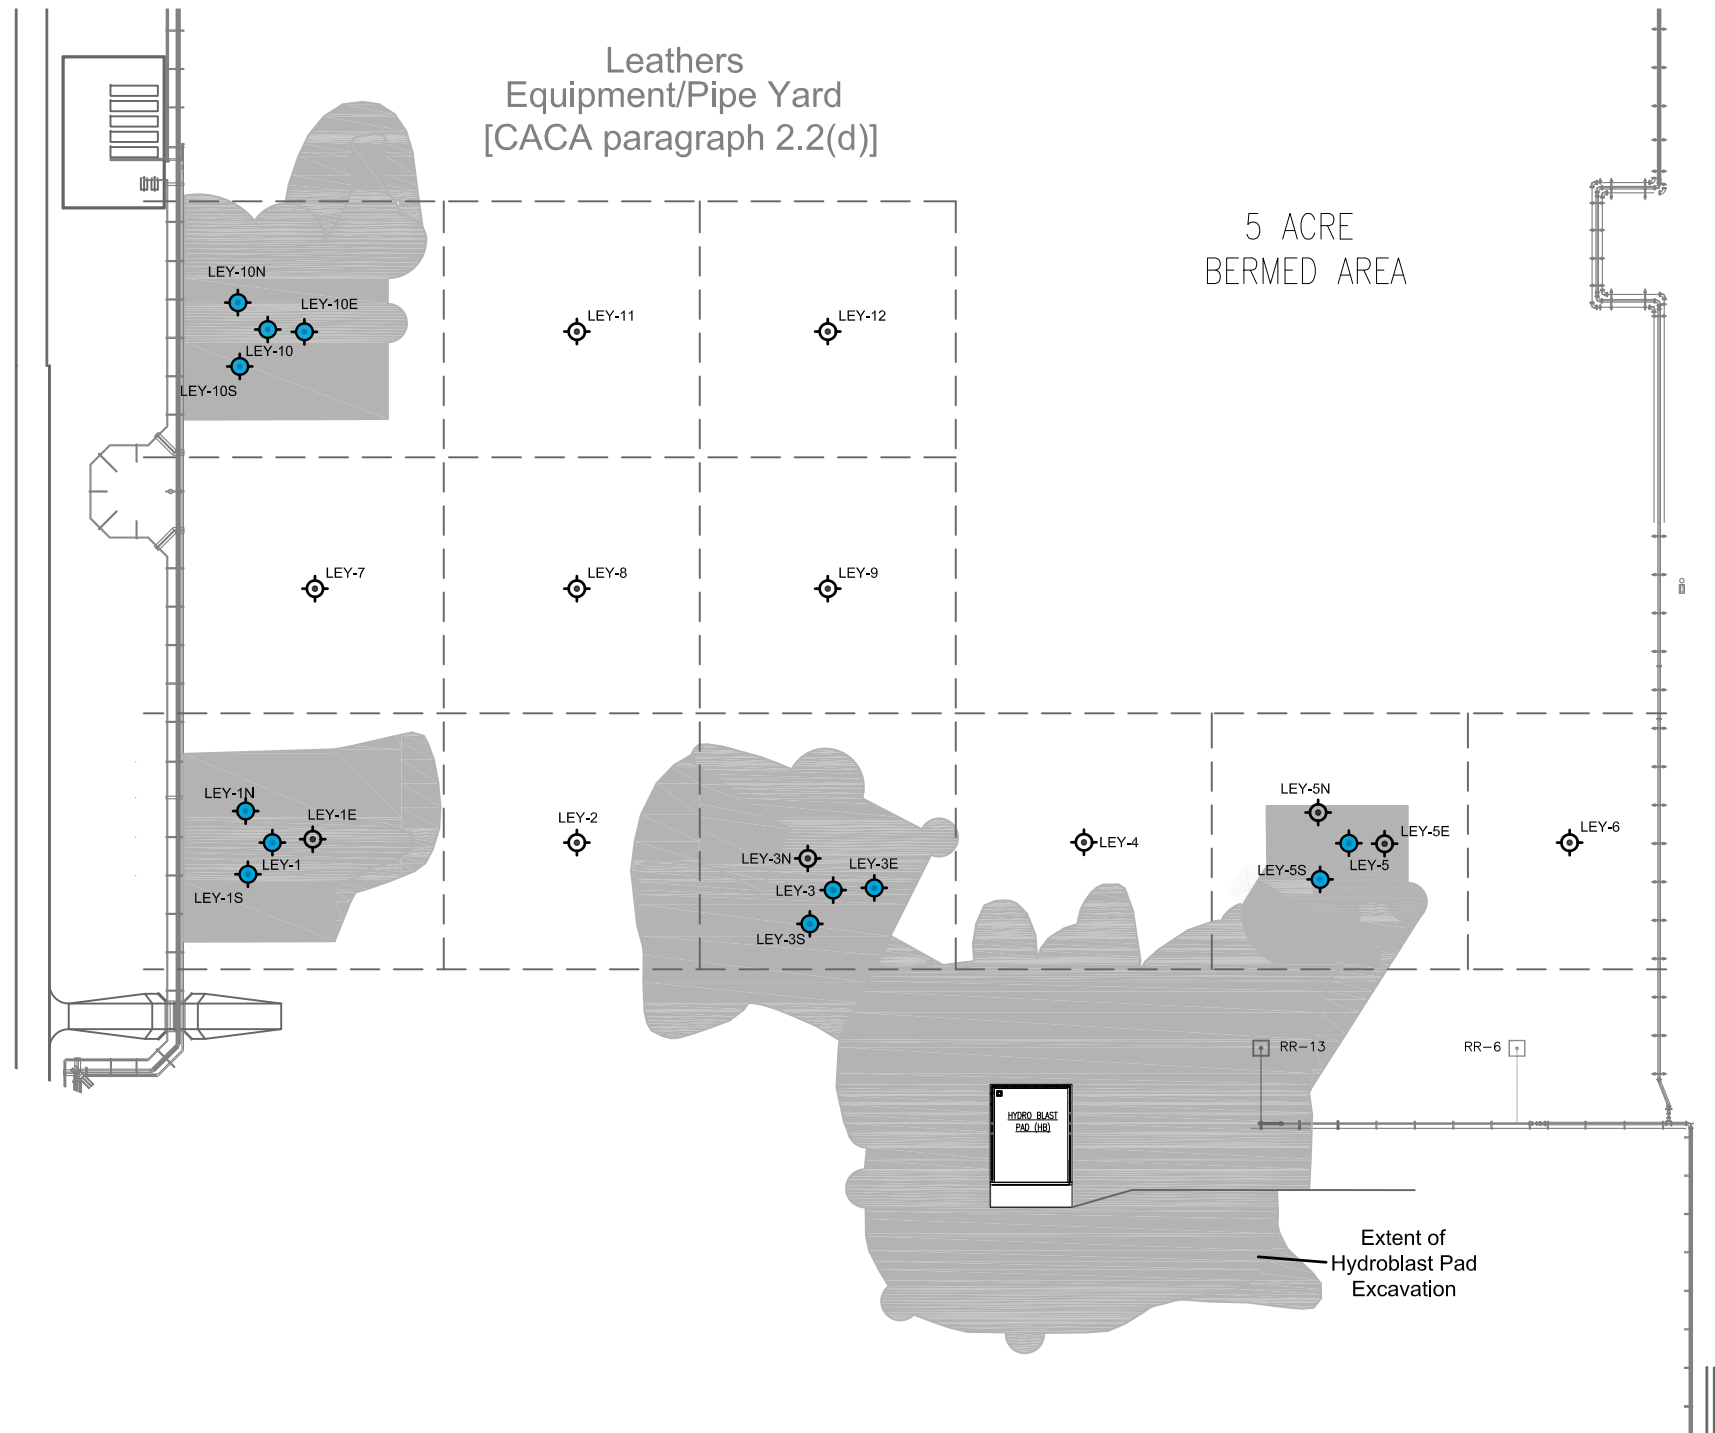 Leathers
Equipment/Pipe Yard
[CACA paragraph 2.2(d)]
5 ACRE
BERMED AREA
LEY-10N
LEY-10E
LEY-10
LEY-10S
LEY-11
LEY-12
LEY-7
LEY-8
LEY-9
LEY-1N
LEY-1E
LEY-1
LEY-1S
LEY-2
LEY-3N
LEY-3E
LEY-3
LEY-3S
LEY-4
LEY-5N
LEY-5E
LEY-5
LEY-5S
LEY-6
RR-13
RR-6
HYDRO BLAST
PAD (HB)
Extent of
Hydroblast Pad
Excavation